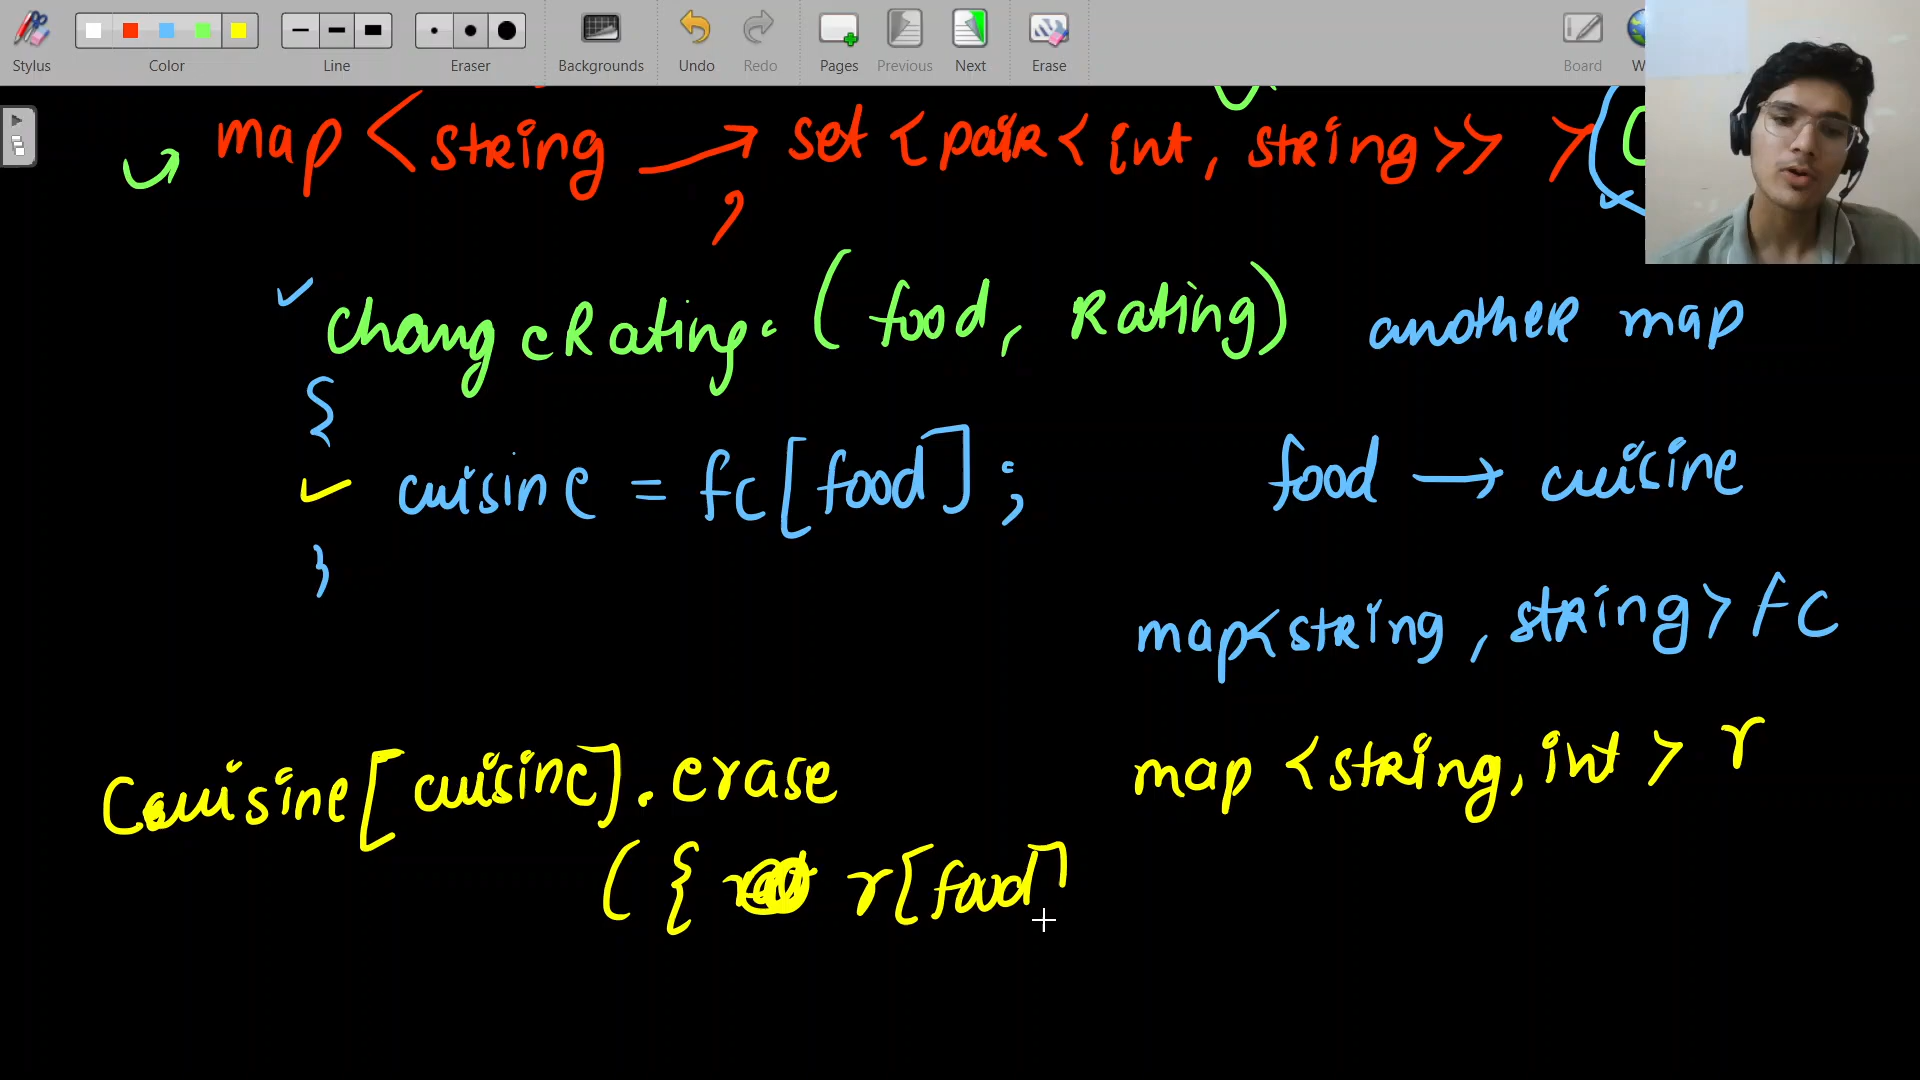 Stylus Color Line Eraser Backgrounds Undo Redo Pages Previous Next Erase Board
map < string → set < pair < int, string >> >
changeRating (food, Rating) another map
{
cuisine = fc[food]; food → cuisine
}
map<string, string> fc
Cuisine[cuisine].erase map <string, int> r
({ r[food]